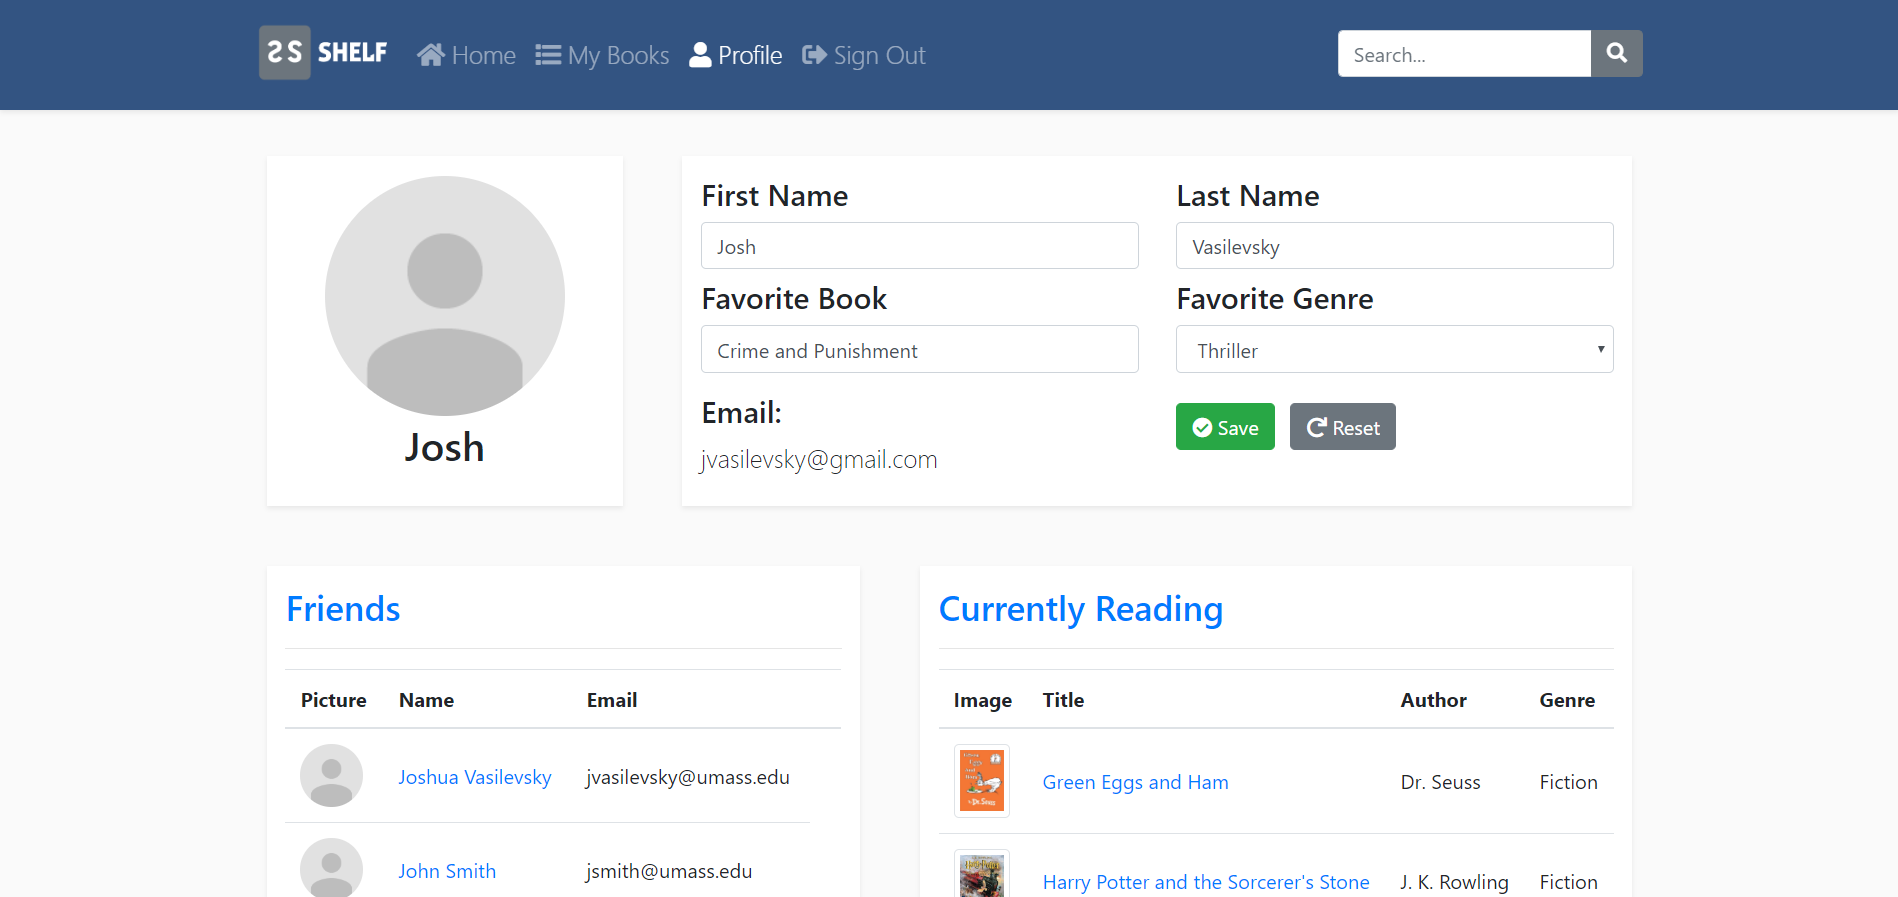 SHELF Home My Books Profile Sign Out Search...
First Name Last Name
Josh Vasilevsky
Favorite Book Favorite Genre
Crime and Punishment Thriller
Email: Save Reset
jvasilevsky@gmail.com
Josh
Friends
Picture Name Email
Joshua Vasilevsky jvasilevsky@umass.edu
John Smith jsmith@umass.edu
Currently Reading
Image Title Author Genre
Green Eggs and Ham Dr. Seuss Fiction
Harry Potter and the Sorcerer's Stone J. K. Rowling Fiction